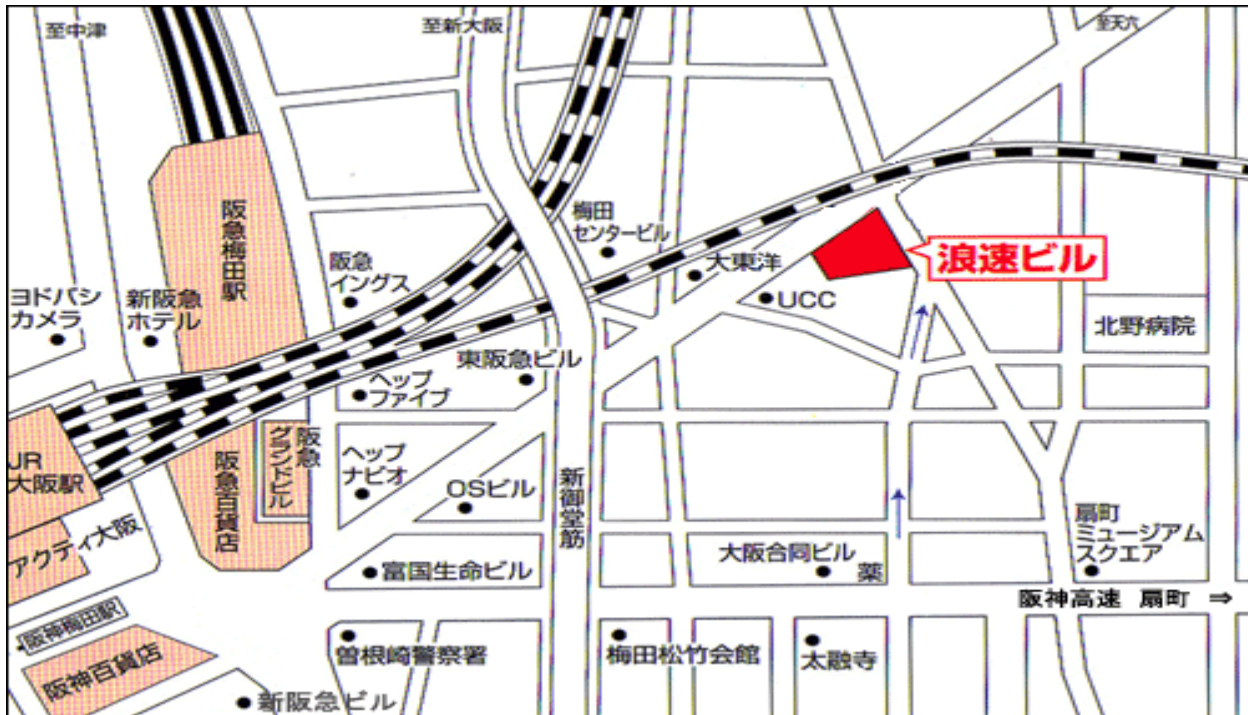 至中津
至新大阪
至天六
阪急梅田駅
梅田
センタービル
阪急
イングス
大東洋
浪速ビル
UCC
ヨドバシ
カメラ
新阪急
ホテル
北野病院
東阪急ビル
ヘップ
ファイブ
阪急
グランドビル
JR
大阪駅
阪急百貨店
ヘップ
ナビオ
OSビル
新御堂筋
アクティ大阪
扇町
ミュージアム
スクエア
富国生命ビル
大阪合同ビル
薬
阪神高速 扇町 ⇒
阪神梅田駅
阪神百貨店
曽根崎警察署
梅田松竹会館
太融寺
新阪急ビル